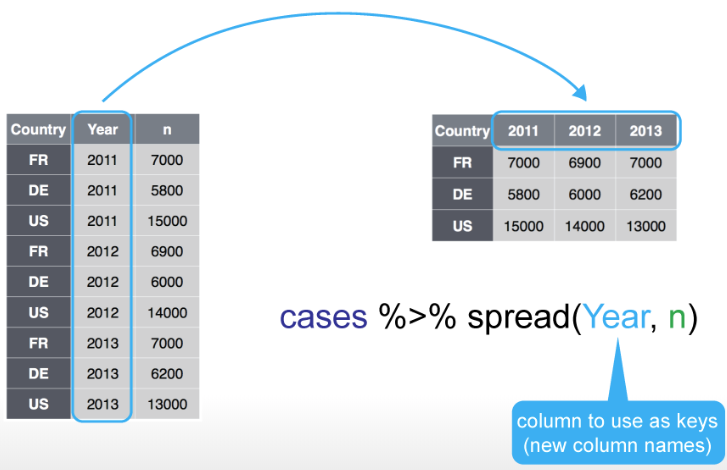 Country Year n
FR 2011 7000
DE 2011 5800
US 2011 15000
FR 2012 6900
DE 2012 6000
US 2012 14000
FR 2013 7000
DE 2013 6200
US 2013 13000
Country 2011 2012 2013
FR 7000 6900 7000
DE 5800 6000 6200
US 15000 14000 13000
cases %>% spread(Year, n)
column to use as keys
(new column names)